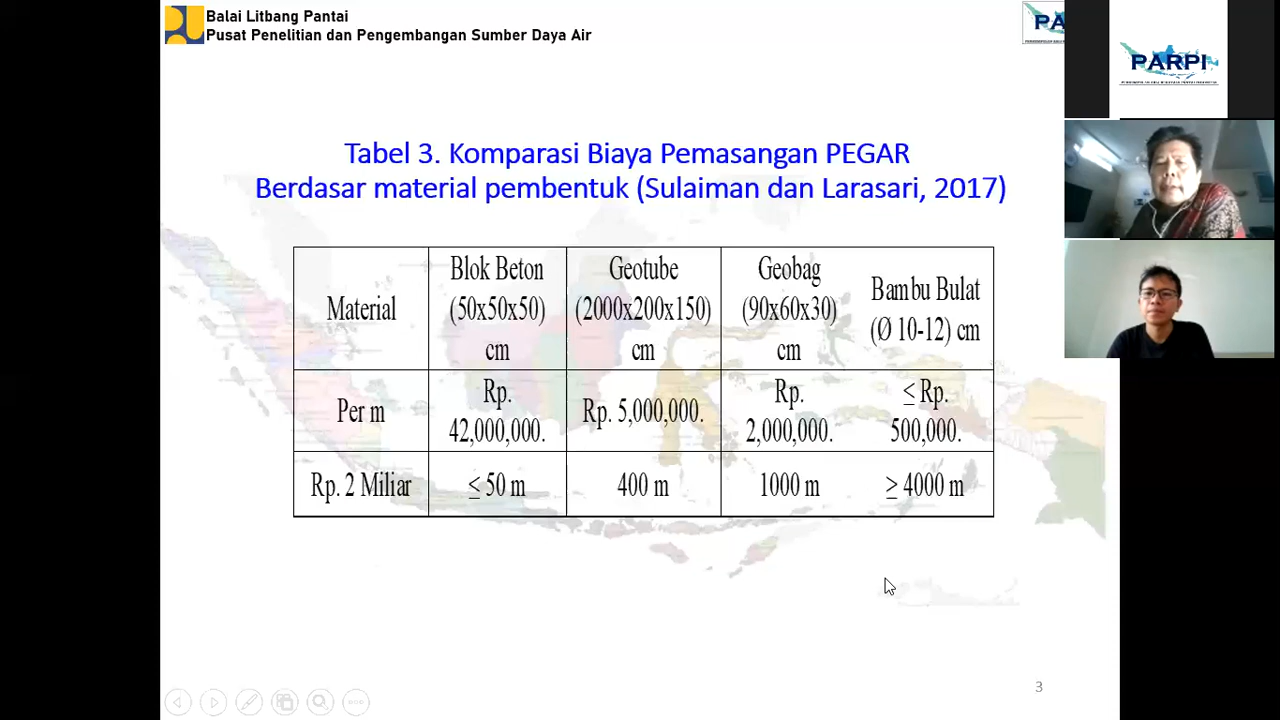 Balai Litbang Pantai
Pusat Penelitian dan Pengembangan Sumber Daya Air
PA
PARPI
Tabel 3. Komparasi Biaya Pemasangan PEGAR
Berdasar material pembentuk (Sulaiman dan Larasari, 2017)
Material
Blok Beton
(50x50x50)
cm
Geotube
(2000x200x150)
cm
Geobag
(90x60x30)
cm
Bambu Bulat
(Ø 10-12) cm
Per m
Rp.
42,000,000.
Rp. 5,000,000.
Rp.
2,000,000.
≤ Rp.
500,000.
Rp. 2 Miliar
≤ 50 m
400 m
1000 m
≥ 4000 m
3